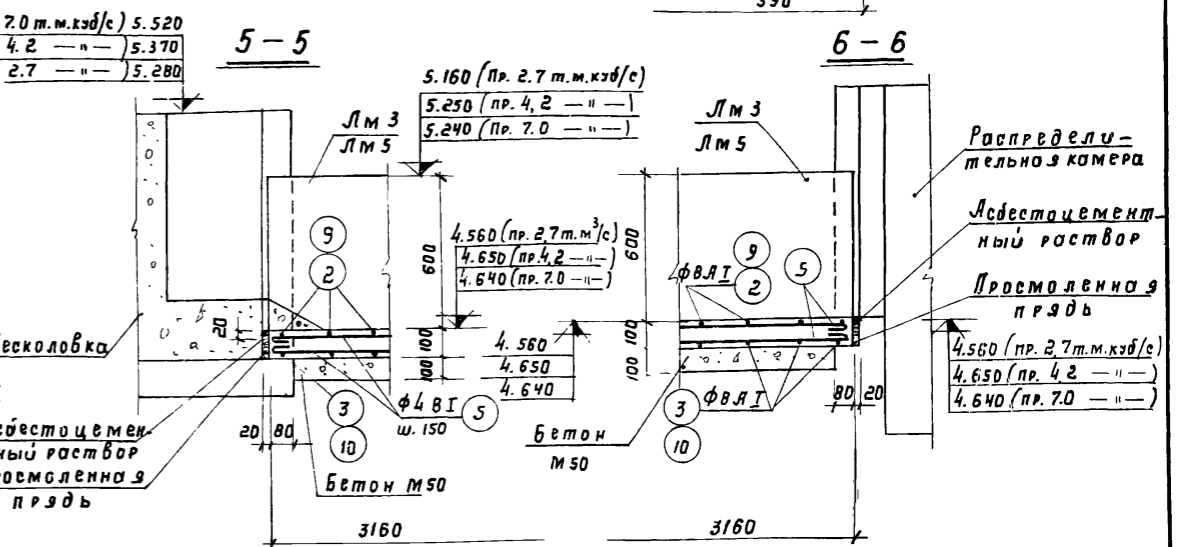 390
7.0 т.м.куб/с) 5.520
4.2 —"—) 5.370
2.7 —"—) 5.280
5 – 5
Лм 3
Лм 5
5.160 (пр. 2.7 т.м.куб/с)
5.250 (пр. 4,2 —"—)
5.240 (пр. 7.0 —"—)
600
4.560 (пр. 2,7 т.м³/с)
4.650 (пр. 4,2 —"—)
4.640 (пр. 7.0 —"—)
9
2
20
100
100
есколовка
сбестоцемен-
ный раствор
осмоленная
прядь
20
80
3
10
ф4 ВI
ш. 150
5
Бетон М50
3160
6 – 6
Лм 3
Лм 5
Распредели-
тельная камера
Асбестоцемент-
ный раствор
Просмоленная
прядь
600
ф8АI
9
2
5
4.560
4.650
4.640
100
100
ф8АI
3
10
Бетон
М50
80
20
4.560 (пр. 2,7 т.м.куб/с)
4.650 (пр. 4,2 —"—)
4.640 (пр. 7.0 —"—)
3160